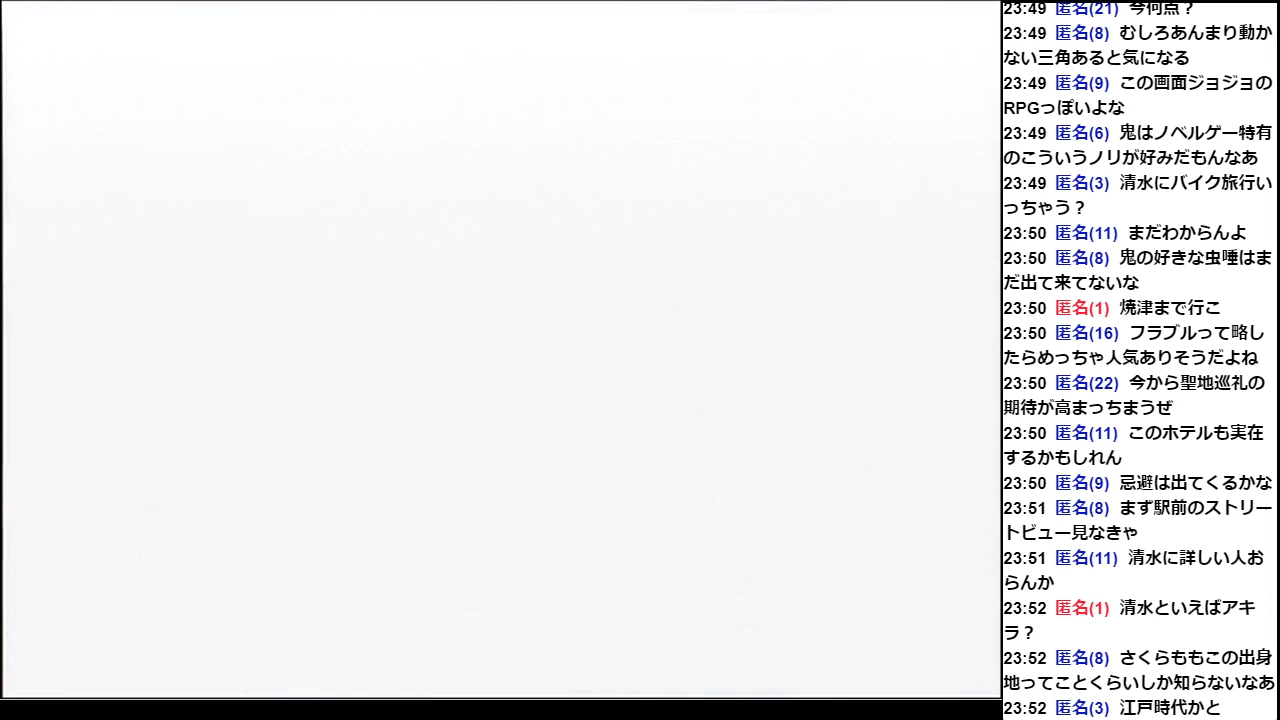 23:49 匿名(21) 今何点？
23:49 匿名(8) むしろあんまり動か
ない三角あると気になる
23:49 匿名(9) この画面ジョジョの
RPGっぽいよな
23:49 匿名(6) 鬼はノベルゲー特有
のこういうノリが好みだもんなあ
23:49 匿名(3) 清水にバイク旅行い
っちゃう？
23:50 匿名(11) まだわからんよ
23:50 匿名(8) 鬼の好きな虫唾はま
だ出て来てないな
23:50 匿名(1) 焼津まで行こ
23:50 匿名(16) フラブルって略し
たらめっちゃ人気ありそうだよね
23:50 匿名(22) 今から聖地巡礼の
期待が高まっちまうぜ
23:50 匿名(11) このホテルも実在
するかもしれん
23:50 匿名(9) 忌避は出てくるかな
23:51 匿名(8) まず駅前のストリー
トビュー見なきゃ
23:51 匿名(11) 清水に詳しい人お
らんか
23:52 匿名(1) 清水といえばアキ
ラ？
23:52 匿名(8) さくらももこの出身
地ってことくらいしか知らないなあ
23:52 匿名(3) 江戸時代かと